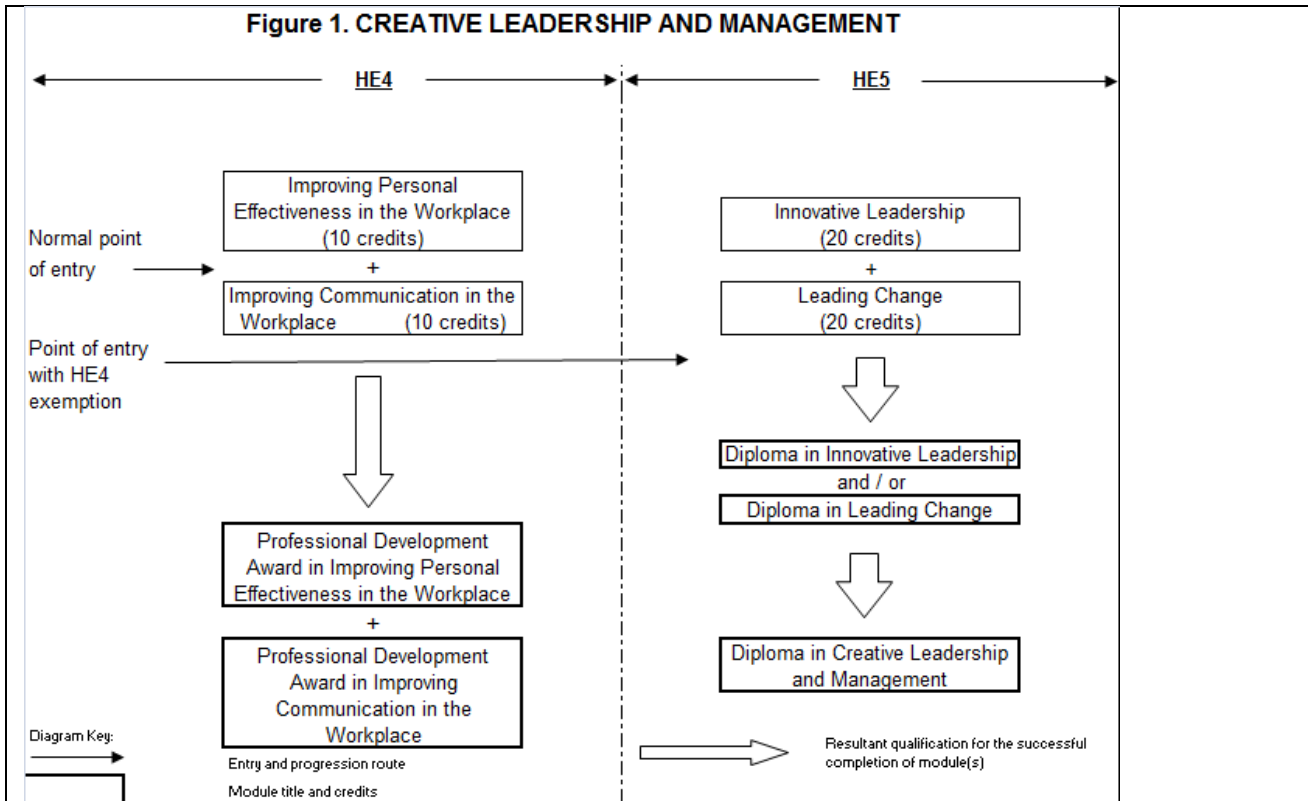 Figure 1. CREATIVE LEADERSHIP AND MANAGEMENT
HE4
HE5
Improving Personal
Effectiveness in the Workplace
(10 credits)
+
Improving Communication in the
Workplace (10 credits)
Normal point
of entry
Point of entry
with HE4
exemption
Professional Development
Award in Improving Personal
Effectiveness in the Workplace
+
Professional Development
Award in Improving
Communication in the
Workplace
Innovative Leadership
(20 credits)
+
Leading Change
(20 credits)
Diploma in Innovative Leadership
and / or
Diploma in Leading Change
Diploma in Creative Leadership
and Management
Diagram Key:
Entry and progression route
Module title and credits
Resultant qualification for the successful
completion of module(s)